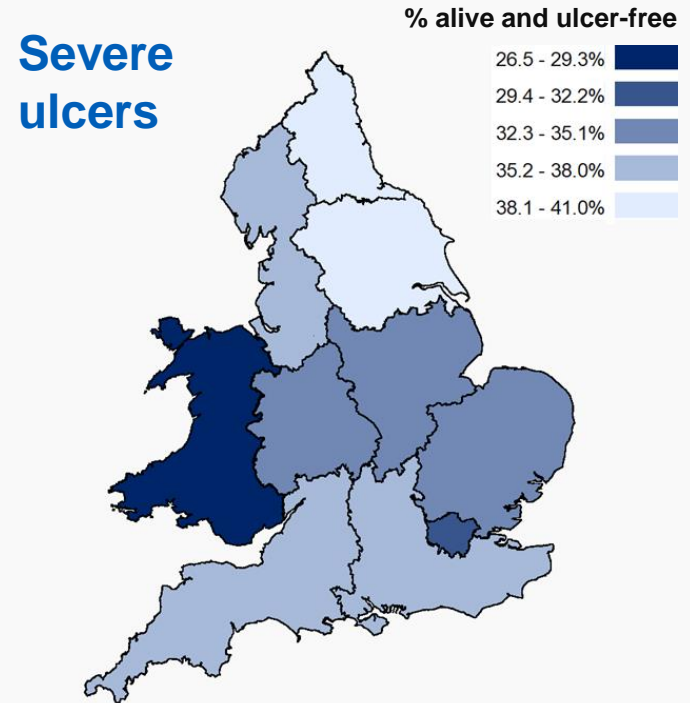 % alive and ulcer-free
Severe
ulcers
26.5 - 29.3%
29.4 - 32.2%
32.3 - 35.1%
35.2 - 38.0%
38.1 - 41.0%